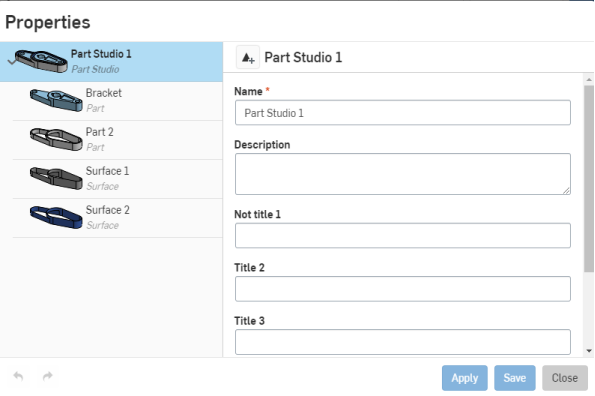 Properties
Part Studio 1
Part Studio
Bracket
Part
Part 2
Part
Surface 1
Surface
Surface 2
Surface
Part Studio 1
Name *
Part Studio 1
Description
Not title 1
Title 2
Title 3
Apply Save Close